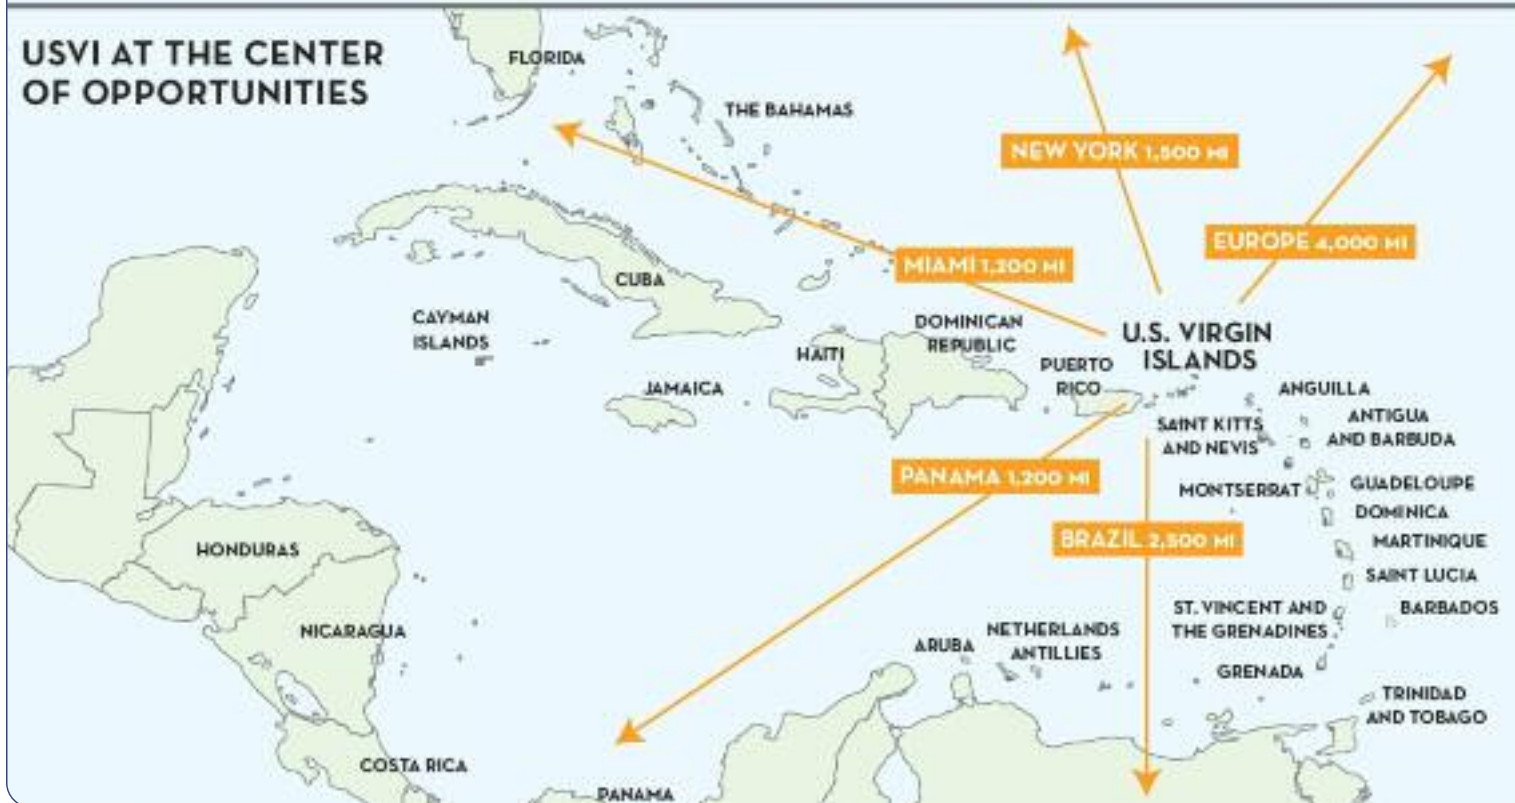 USVI AT THE CENTER
OF OPPORTUNITIES
FLORIDA
THE BAHAMAS
NEW YORK 1,500 MI
EUROPE 4,000 MI
MIAMI 1,200 MI
CUBA
CAYMAN
ISLANDS
HAITI
DOMINICAN
REPUBLIC
U.S. VIRGIN
ISLANDS
PUERTO
RICO
JAMAICA
ANGUILLA
SAINT KITTS
AND NEVIS
ANTIGUA
AND BARBUDA
PANAMA 1,200 MI
MONTSERRAT
GUADELOUPE
DOMINICA
BRAZIL 2,500 MI
MARTINIQUE
HONDURAS
SAINT LUCIA
ST. VINCENT AND
THE GRENADINES
BARBADOS
NICARAGUA
ARUBA
NETHERLANDS
ANTILLIES
GRENADA
TRINIDAD
AND TOBAGO
COSTA RICA
PANAMA